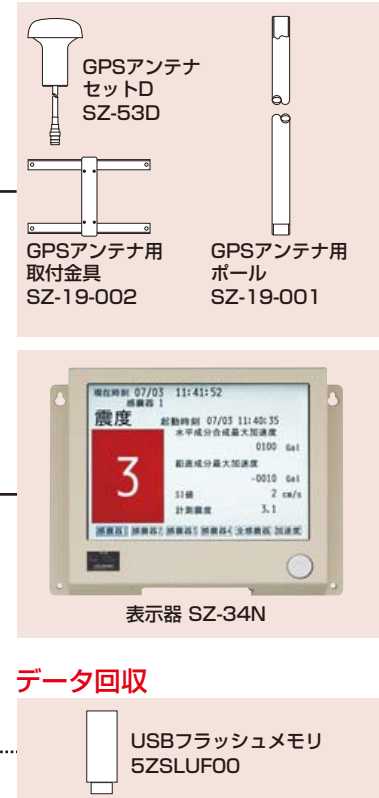 GPSアンテナ
セットD
SZ-53D
GPSアンテナ用
取付金具
SZ-19-002
GPSアンテナ用
ポール
SZ-19-001
現在時刻 07/03 11:41:52
感震器 1
震度
起動時刻 07/03 11:40:35
水平成分合成最大加速度
0100 Gal
鉛直成分最大加速度
-0010 Gal
SI値 2 cm/s
計測震度 3.1
3
感震器1 感震器2 感震器3 感震器4 全感震器 加速度
表示器 SZ-34N
データ回収
USBフラッシュメモリ
5ZSLUF00